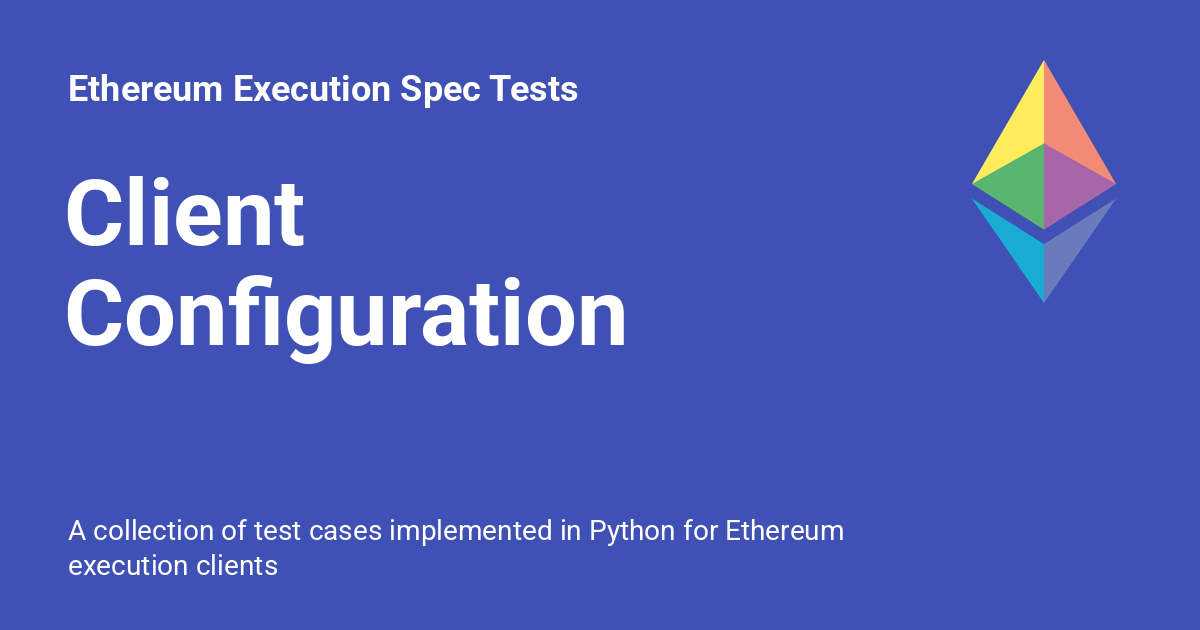 Ethereum Execution Spec Tests
Client
Configuration
A collection of test cases implemented in Python for Ethereum
execution clients